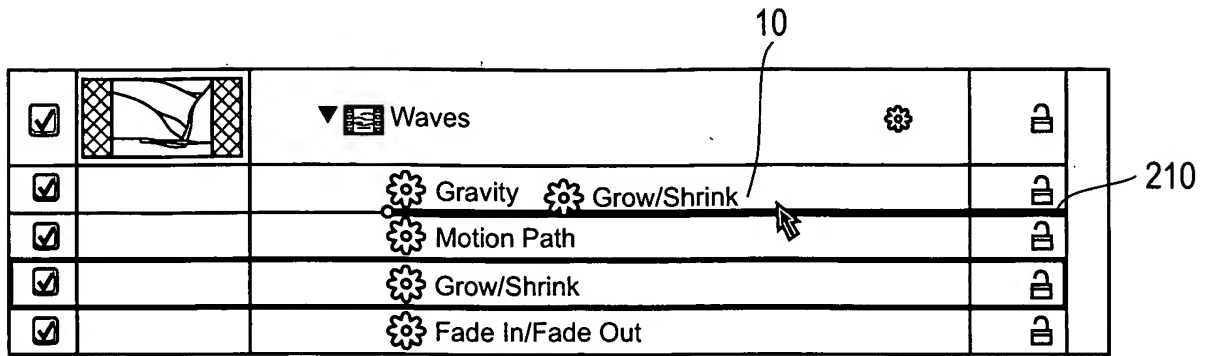 10
Waves
Gravity Grow/Shrink
210
Motion Path
Grow/Shrink
Fade In/Fade Out